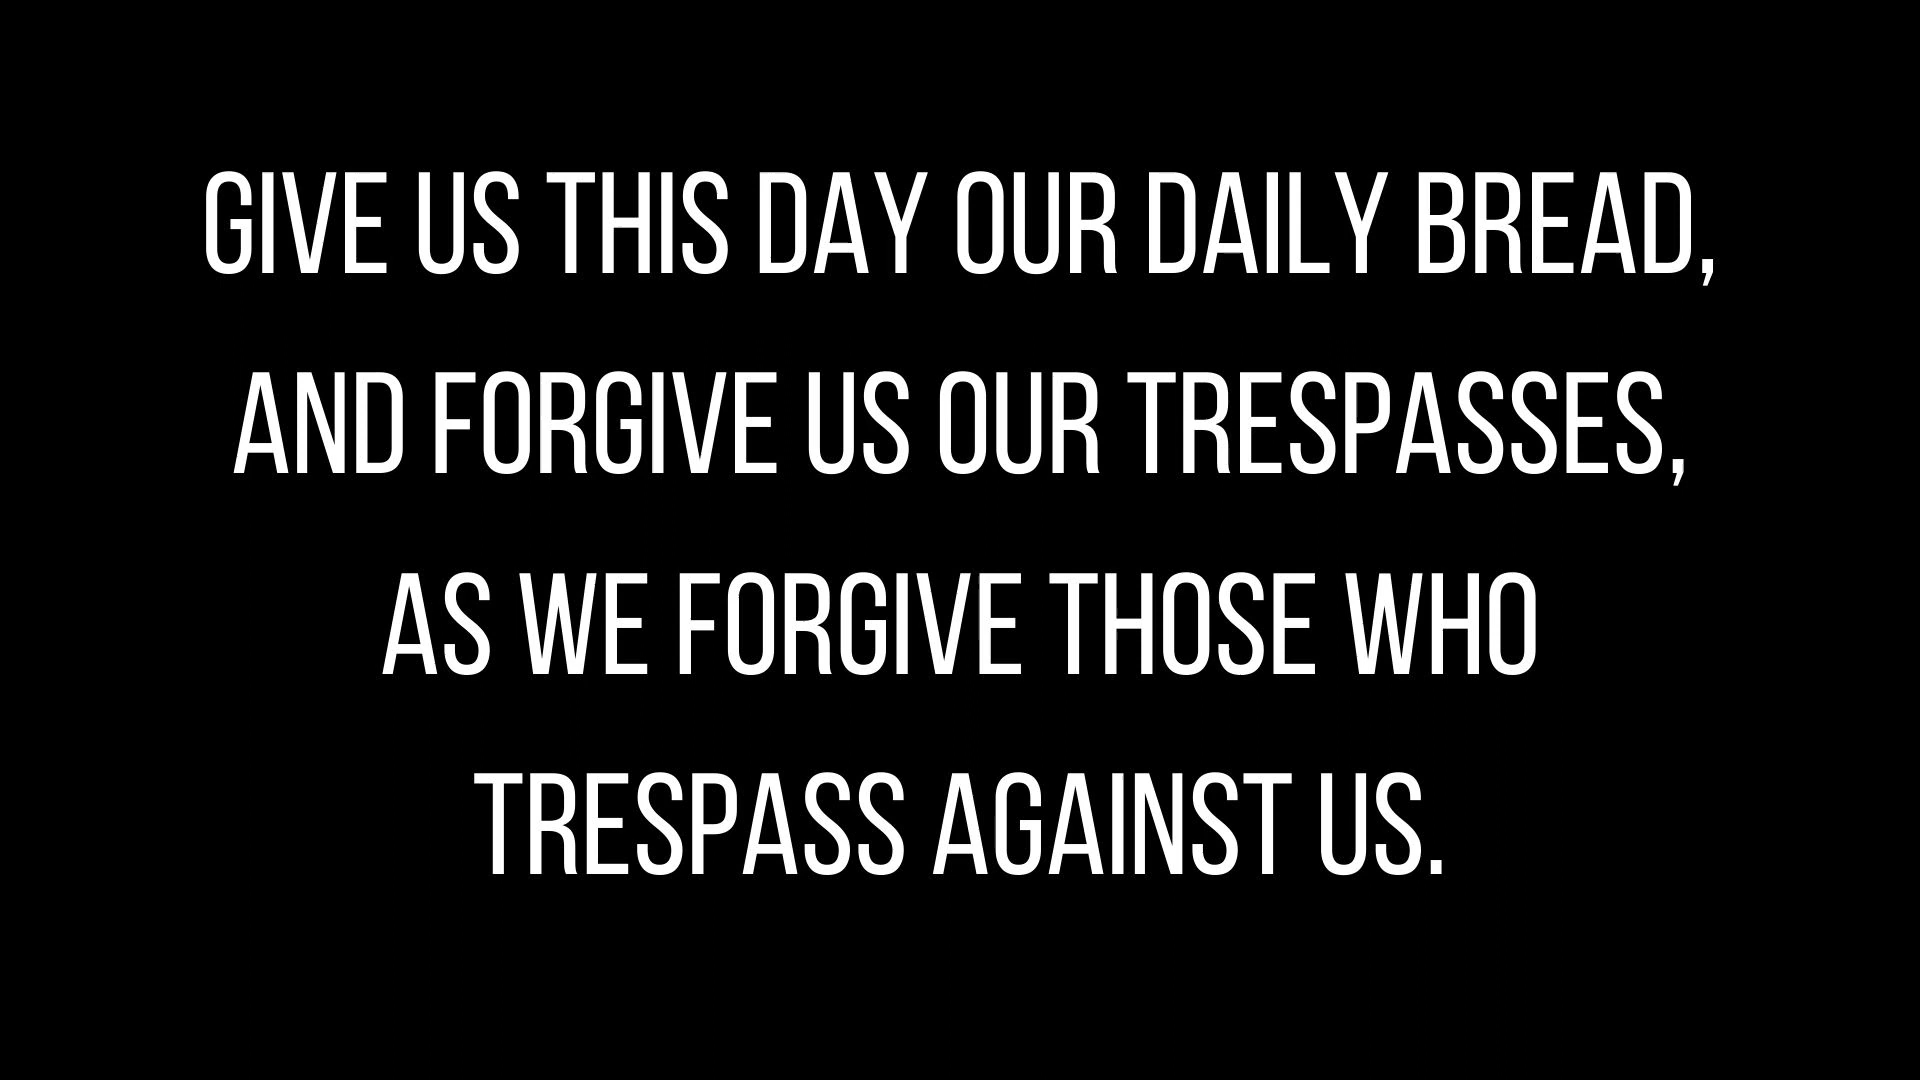 GIVE US THIS DAY OUR DAILY BREAD,
AND FORGIVE US OUR TRESPASSES,
AS WE FORGIVE THOSE WHO
TRESPASS AGAINST US.